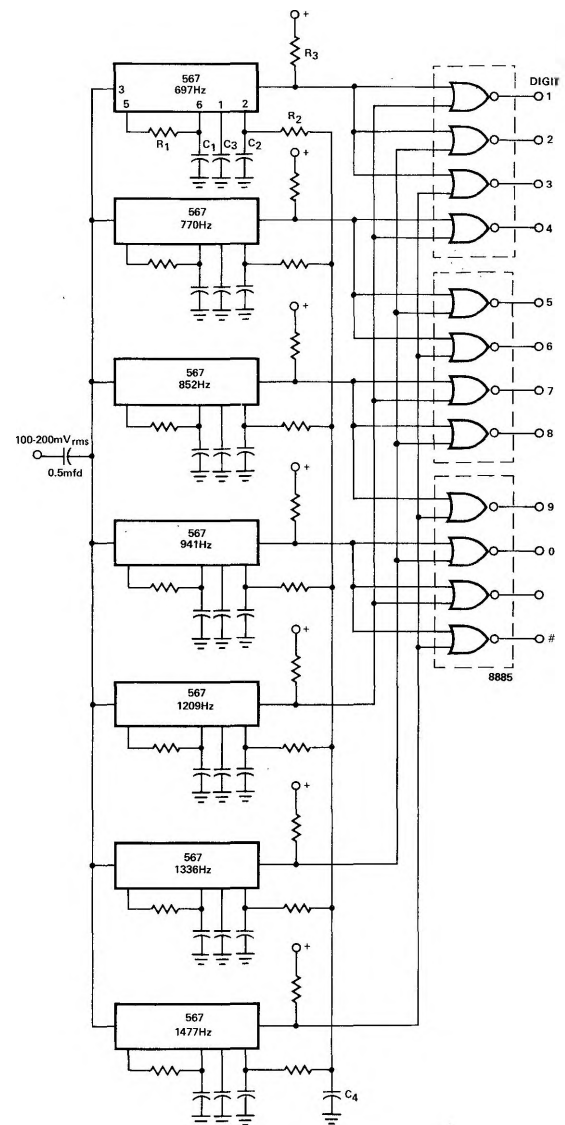 +
R3
567
697Hz
3
5 6 1 2
R1
C1 C3 C2
R2
DIGIT
1
2
3
4
+
567
770Hz
5
6
7
8
+
567
852Hz
100-200mVrms
0.5mfd
9
0
#
8885
+
567
941Hz
+
567
1209Hz
+
567
1336Hz
+
567
1477Hz
C4